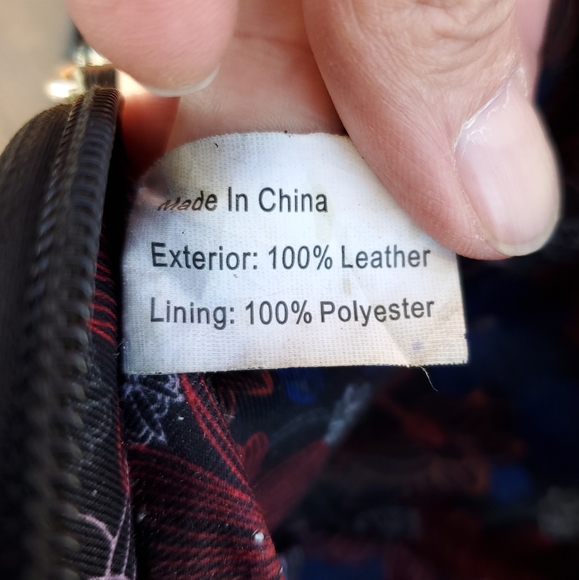 Made In China
Exterior: 100% Leather
Lining: 100% Polyester